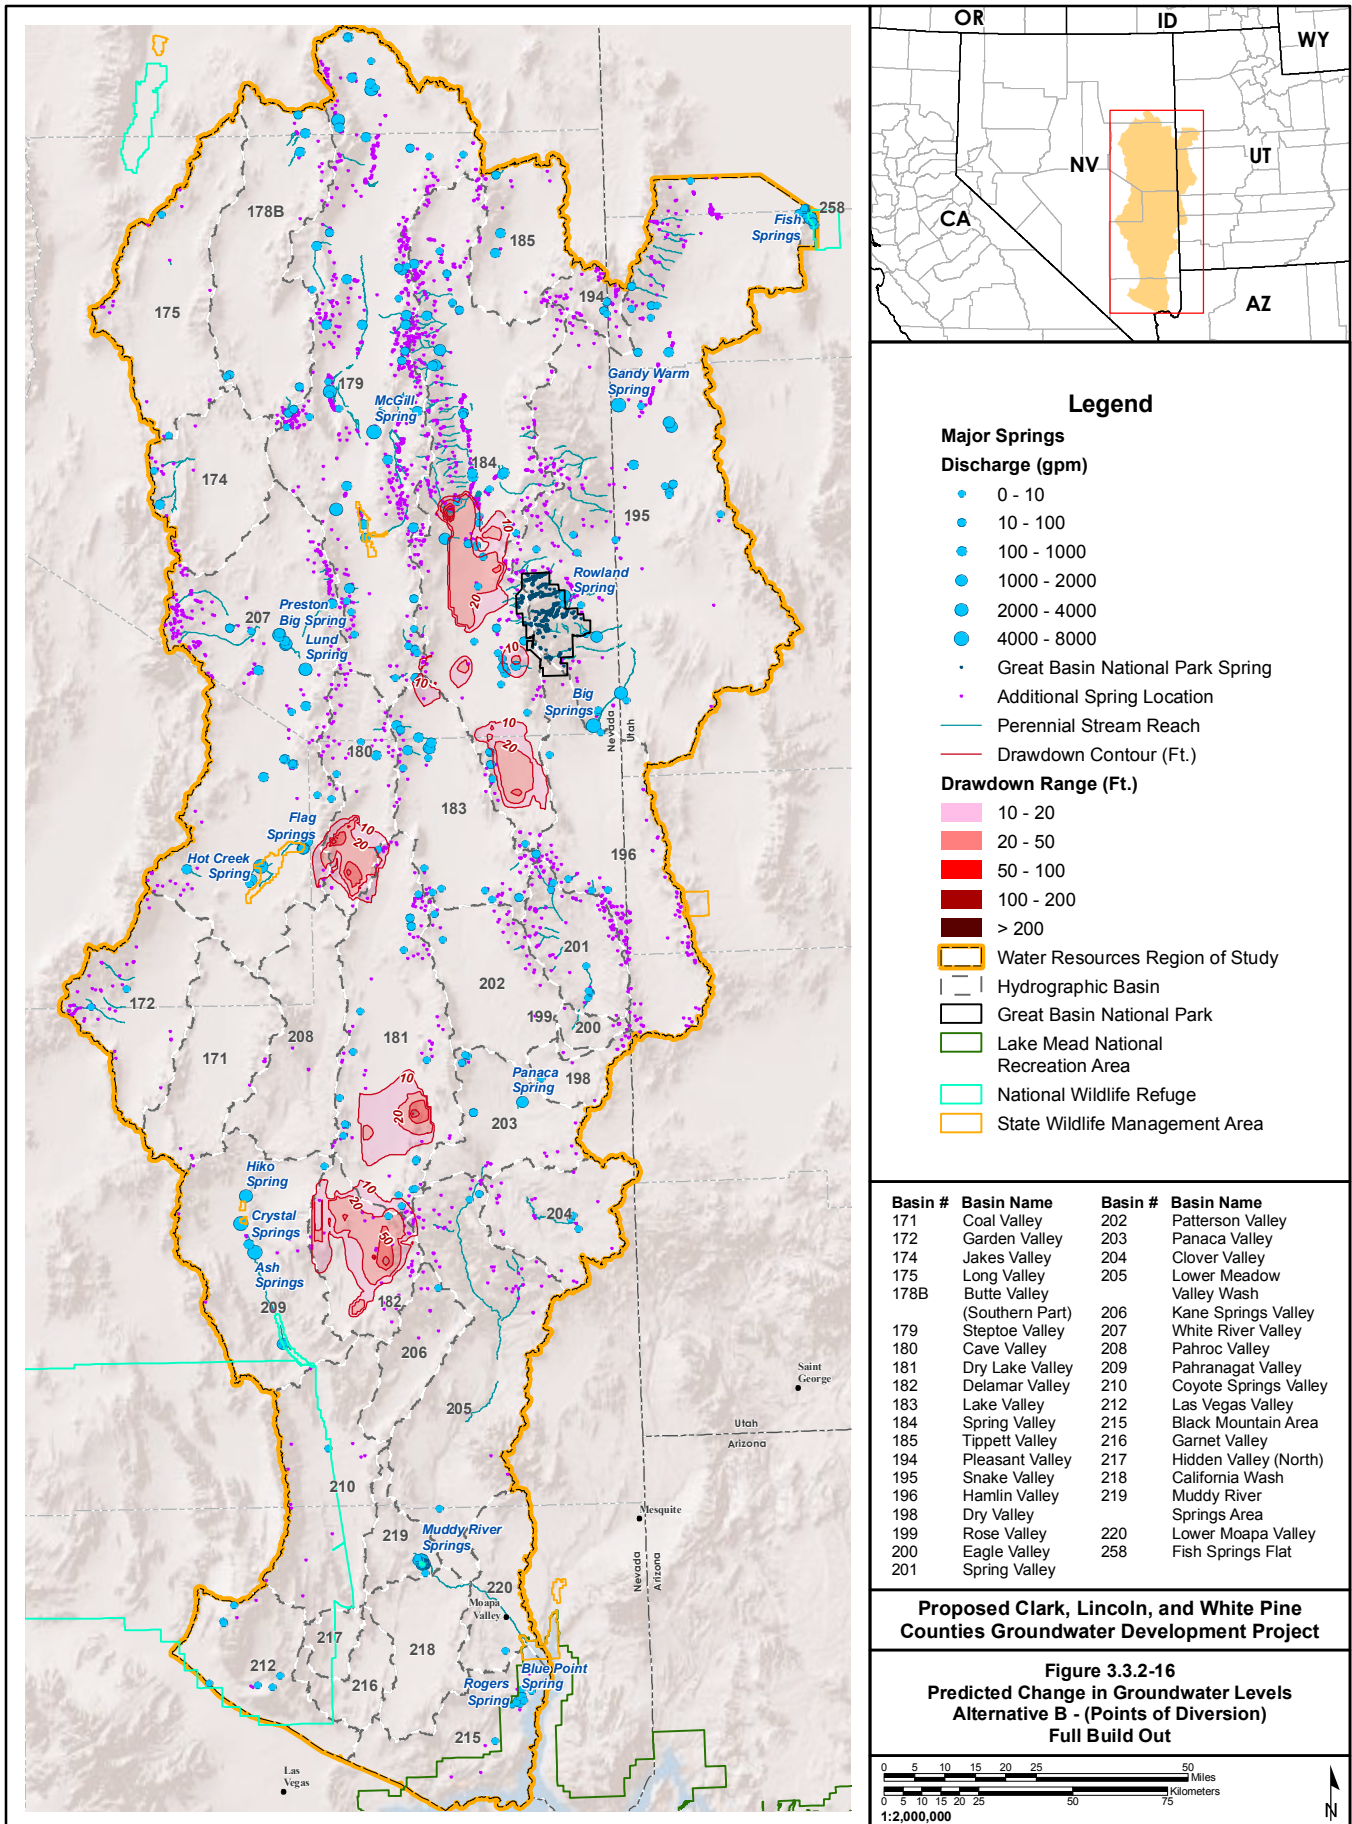 OR
ID
WY
NV
UT
CA
AZ
178B
Fish
Springs
258
185
175
194
179
McGill
Spring
Gandy Warm
Spring
174
184
10
195
20
Rowland
Spring
207
Preston
Big Spring
Lund
Spring
10
10
Big
Springs
Nevada
Utah
10
20
180
183
Flag
Springs
10
20
Hot Creek
Spring
196
201
202
172
199
200
208
181
171
Panaca
Spring
198
10
20
203
Hiko
Spring
10
20
Crystal
Springs
204
50
Ash
Springs
209
182
206
Saint
George
205
Utah
Arizona
210
Mesquite
219
Muddy River
Springs
Nevada
Arizona
220
Moapa
Valley
217
218
212
216
Blue Point
Spring
Rogers
Spring
215
Las
Vegas
Legend
Major Springs
Discharge (gpm)
0 - 10
10 - 100
100 - 1000
1000 - 2000
2000 - 4000
4000 - 8000
Great Basin National Park Spring
Additional Spring Location
Perennial Stream Reach
Drawdown Contour (Ft.)
Drawdown Range (Ft.)
10 - 20
20 - 50
50 - 100
100 - 200
> 200
Water Resources Region of Study
Hydrographic Basin
Great Basin National Park
Lake Mead National
Recreation Area
National Wildlife Refuge
State Wildlife Management Area
Basin # Basin Name Basin # Basin Name
171 Coal Valley 202 Patterson Valley
172 Garden Valley 203 Panaca Valley
174 Jakes Valley 204 Clover Valley
175 Long Valley 205 Lower Meadow
178B Butte Valley Valley Wash
(Southern Part) 206 Kane Springs Valley
179 Steptoe Valley 207 White River Valley
180 Cave Valley 208 Pahroc Valley
181 Dry Lake Valley 209 Pahranagat Valley
182 Delamar Valley 210 Coyote Springs Valley
183 Lake Valley 212 Las Vegas Valley
184 Spring Valley 215 Black Mountain Area
185 Tippett Valley 216 Garnet Valley
194 Pleasant Valley 217 Hidden Valley (North)
195 Snake Valley 218 California Wash
196 Hamlin Valley 219 Muddy River
198 Dry Valley Springs Area
199 Rose Valley 220 Lower Moapa Valley
200 Eagle Valley 258 Fish Springs Flat
201 Spring Valley
Proposed Clark, Lincoln, and White Pine
Counties Groundwater Development Project
Figure 3.3.2-16
Predicted Change in Groundwater Levels
Alternative B - (Points of Diversion)
Full Build Out
0 5 10 15 20 25 50
Miles
Kilometers
0 5 10 15 20 25 50 75
1:2,000,000
N